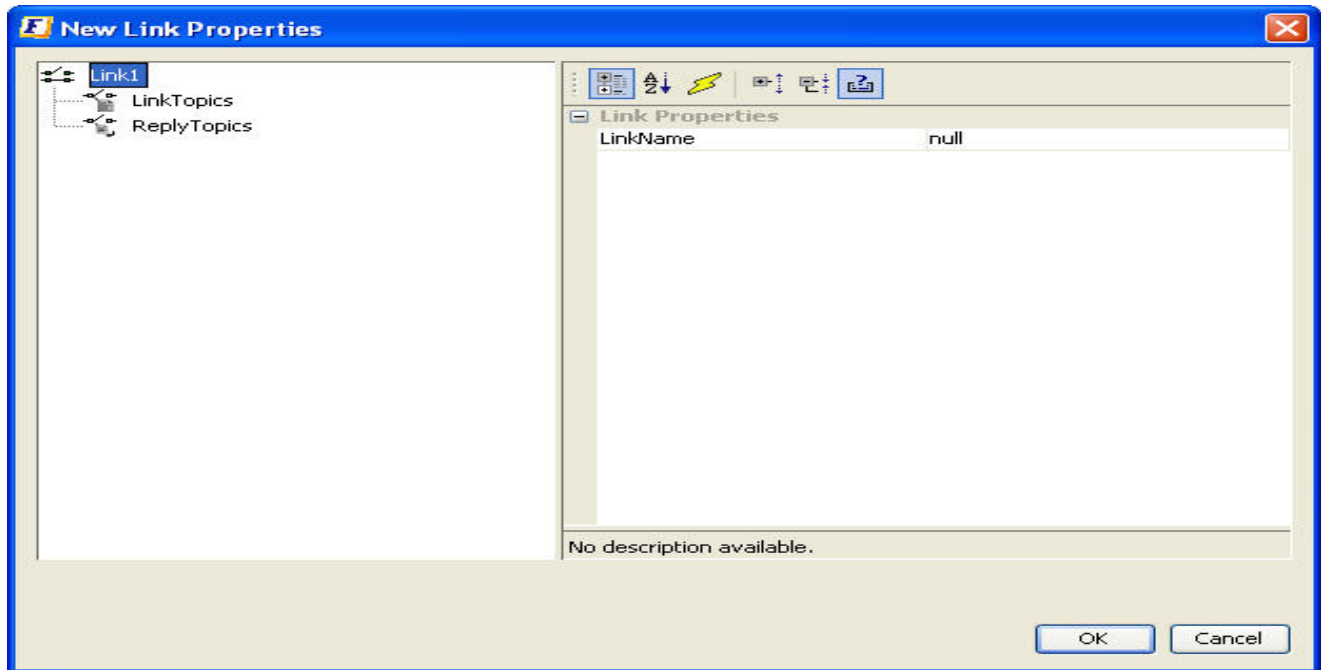 New Link Properties
Link1
LinkTopics
ReplyTopics
Link Properties
LinkName null
No description available.
OK Cancel